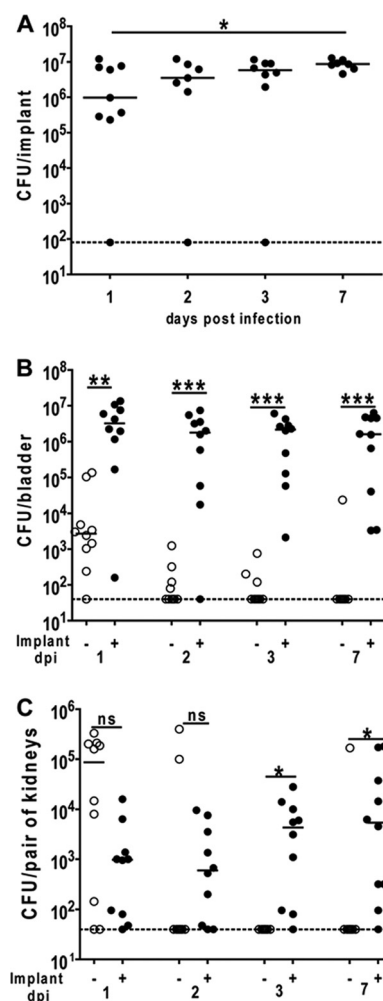 A
*
CFU/implant
10⁸
10⁷
10⁶
10⁵
10⁴
10³
10²
10¹
1 2 3 7
days post infection
B
** *** *** ***
CFU/bladder
10⁸
10⁷
10⁶
10⁵
10⁴
10³
10²
10¹
Implant - + - + - + - +
dpi 1 2 3 7
C
ns ns * *
CFU/pair of kidneys
10⁶
10⁵
10⁴
10³
10²
10¹
Implant - + - + - + - +
dpi 1 2 3 7